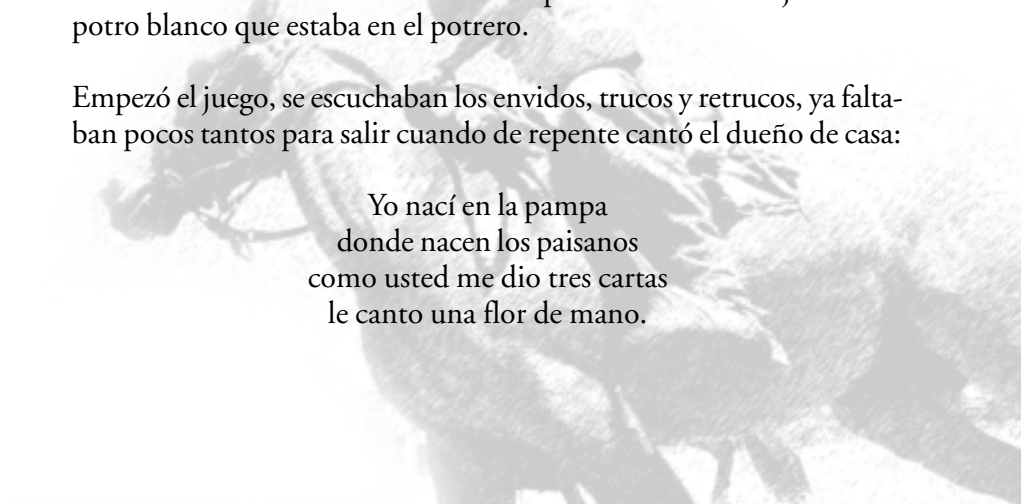 potro blanco que estaba en el potrero.
Empezó el juego, se escuchaban los envidos, trucos y retrucos, ya falta-
ban pocos tantos para salir cuando de repente cantó el dueño de casa:
Yo nací en la pampa
donde nacen los paisanos
como usted me dio tres cartas
le canto una flor de mano.